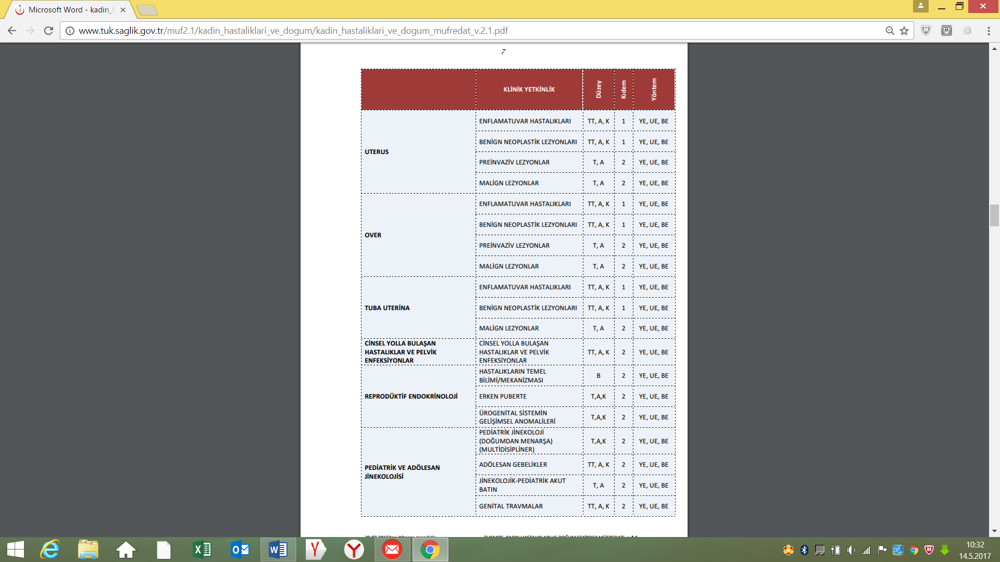 Microsoft Word - kadin_h
www.tuk.saglik.gov.tr/muf2.1/kadin_hastaliklari_ve_dogum/kadin_hastaliklari_ve_dogum_mufredat_v.2.1.pdf
7
KLİNİK YETKİNLİK Düzey Kıdem Yöntem
UTERUS
ENFLAMATUVAR HASTALIKLARI TT, A, K 1 YE, UE, BE
BENİGN NEOPLASTİK LEZYONLARI TT, A, K 1 YE, UE, BE
PREİNVAZİV LEZYONLAR T, A 2 YE, UE, BE
MALİGN LEZYONLAR T, A 2 YE, UE, BE
OVER
ENFLAMATUVAR HASTALIKLARI TT, A, K 1 YE, UE, BE
BENİGN NEOPLASTİK LEZYONLARI TT, A, K 1 YE, UE, BE
PREİNVAZİV LEZYONLAR T, A 2 YE, UE, BE
MALİGN LEZYONLAR T, A 2 YE, UE, BE
TUBA UTERİNA
ENFLAMATUVAR HASTALIKLARI TT, A, K 1 YE, UE, BE
BENİGN NEOPLASTİK LEZYONLARI TT, A, K 1 YE, UE, BE
MALİGN LEZYONLAR T, A 2 YE, UE, BE
CİNSEL YOLLA BULAŞAN
HASTALIKLAR VE PELVİK
ENFEKSİYONLAR
CİNSEL YOLLA BULAŞAN
HASTALIKLAR VE PELVİK
ENFEKSİYONLAR
TT, A, K 2 YE, UE, BE
REPRODÜKTİF ENDOKRİNOLOJİ
HASTALIKLARIN TEMEL
BİLİMİ/MEKANİZMASI
B 2 YE, UE, BE
ERKEN PUBERTE T,A,K 2 YE, UE, BE
ÜROGENİTAL SİSTEMİN
GELİŞİMSEL ANOMALİLERİ
T,A,K 2 YE, UE, BE
PEDİATRİK VE ADÖLESAN
JİNEKOLOJİSİ
PEDİATRİK JİNEKOLOJİ
(DOĞUMDAN MENARŞA)
(MULTİDİSİPLİNER)
T,A,K 2 YE, UE, BE
ADÖLESAN GEBELİKLER TT, A, K 2 YE, UE, BE
JİNEKOLOJİK-PEDİATRİK AKUT
BATIN
T, A 2 YE, UE, BE
GENİTAL TRAVMALAR TT, A, K 2 YE, UE, BE
10:32
14.5.2017